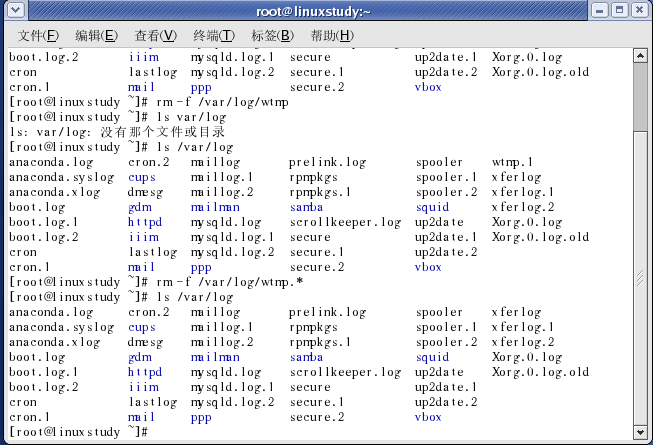 root@linuxstudy:~
文件(F) 编辑(E) 查看(V) 终端(T) 标签(B) 帮助(H)
boot.log.2 iiim mysqld.log.1 secure up2date.1 Xorg.0.log
cron lastlog mysqld.log.2 secure.1 up2date.2 Xorg.0.log.old
cron.1 mail ppp secure.2 vbox
[root@linuxstudy ~]# rm -f /var/log/wtmp
[root@linuxstudy ~]# ls var/log
ls: var/log: 没有那个文件或目录
[root@linuxstudy ~]# ls /var/log
anaconda.log cron.2 maillog prelink.log spooler wtmp.1
anaconda.syslog cups maillog.1 rpmpkgs spooler.1 xferlog
anaconda.xlog dmesg maillog.2 rpmpkgs.1 spooler.2 xferlog.1
boot.log gdm mailman samba squid xferlog.2
boot.log.1 httpd mysqld.log scrollkeeper.log up2date Xorg.0.log
boot.log.2 iiim mysqld.log.1 secure up2date.1 Xorg.0.log.old
cron lastlog mysqld.log.2 secure.1 up2date.2
cron.1 mail ppp secure.2 vbox
[root@linuxstudy ~]# rm -f /var/log/wtmp.*
[root@linuxstudy ~]# ls /var/log
anaconda.log cron.2 maillog prelink.log spooler xferlog
anaconda.syslog cups maillog.1 rpmpkgs spooler.1 xferlog.1
anaconda.xlog dmesg maillog.2 rpmpkgs.1 spooler.2 xferlog.2
boot.log gdm mailman samba squid Xorg.0.log
boot.log.1 httpd mysqld.log scrollkeeper.log up2date Xorg.0.log.old
boot.log.2 iiim mysqld.log.1 secure up2date.1
cron lastlog mysqld.log.2 secure.1 up2date.2
cron.1 mail ppp secure.2 vbox
[root@linuxstudy ~]#